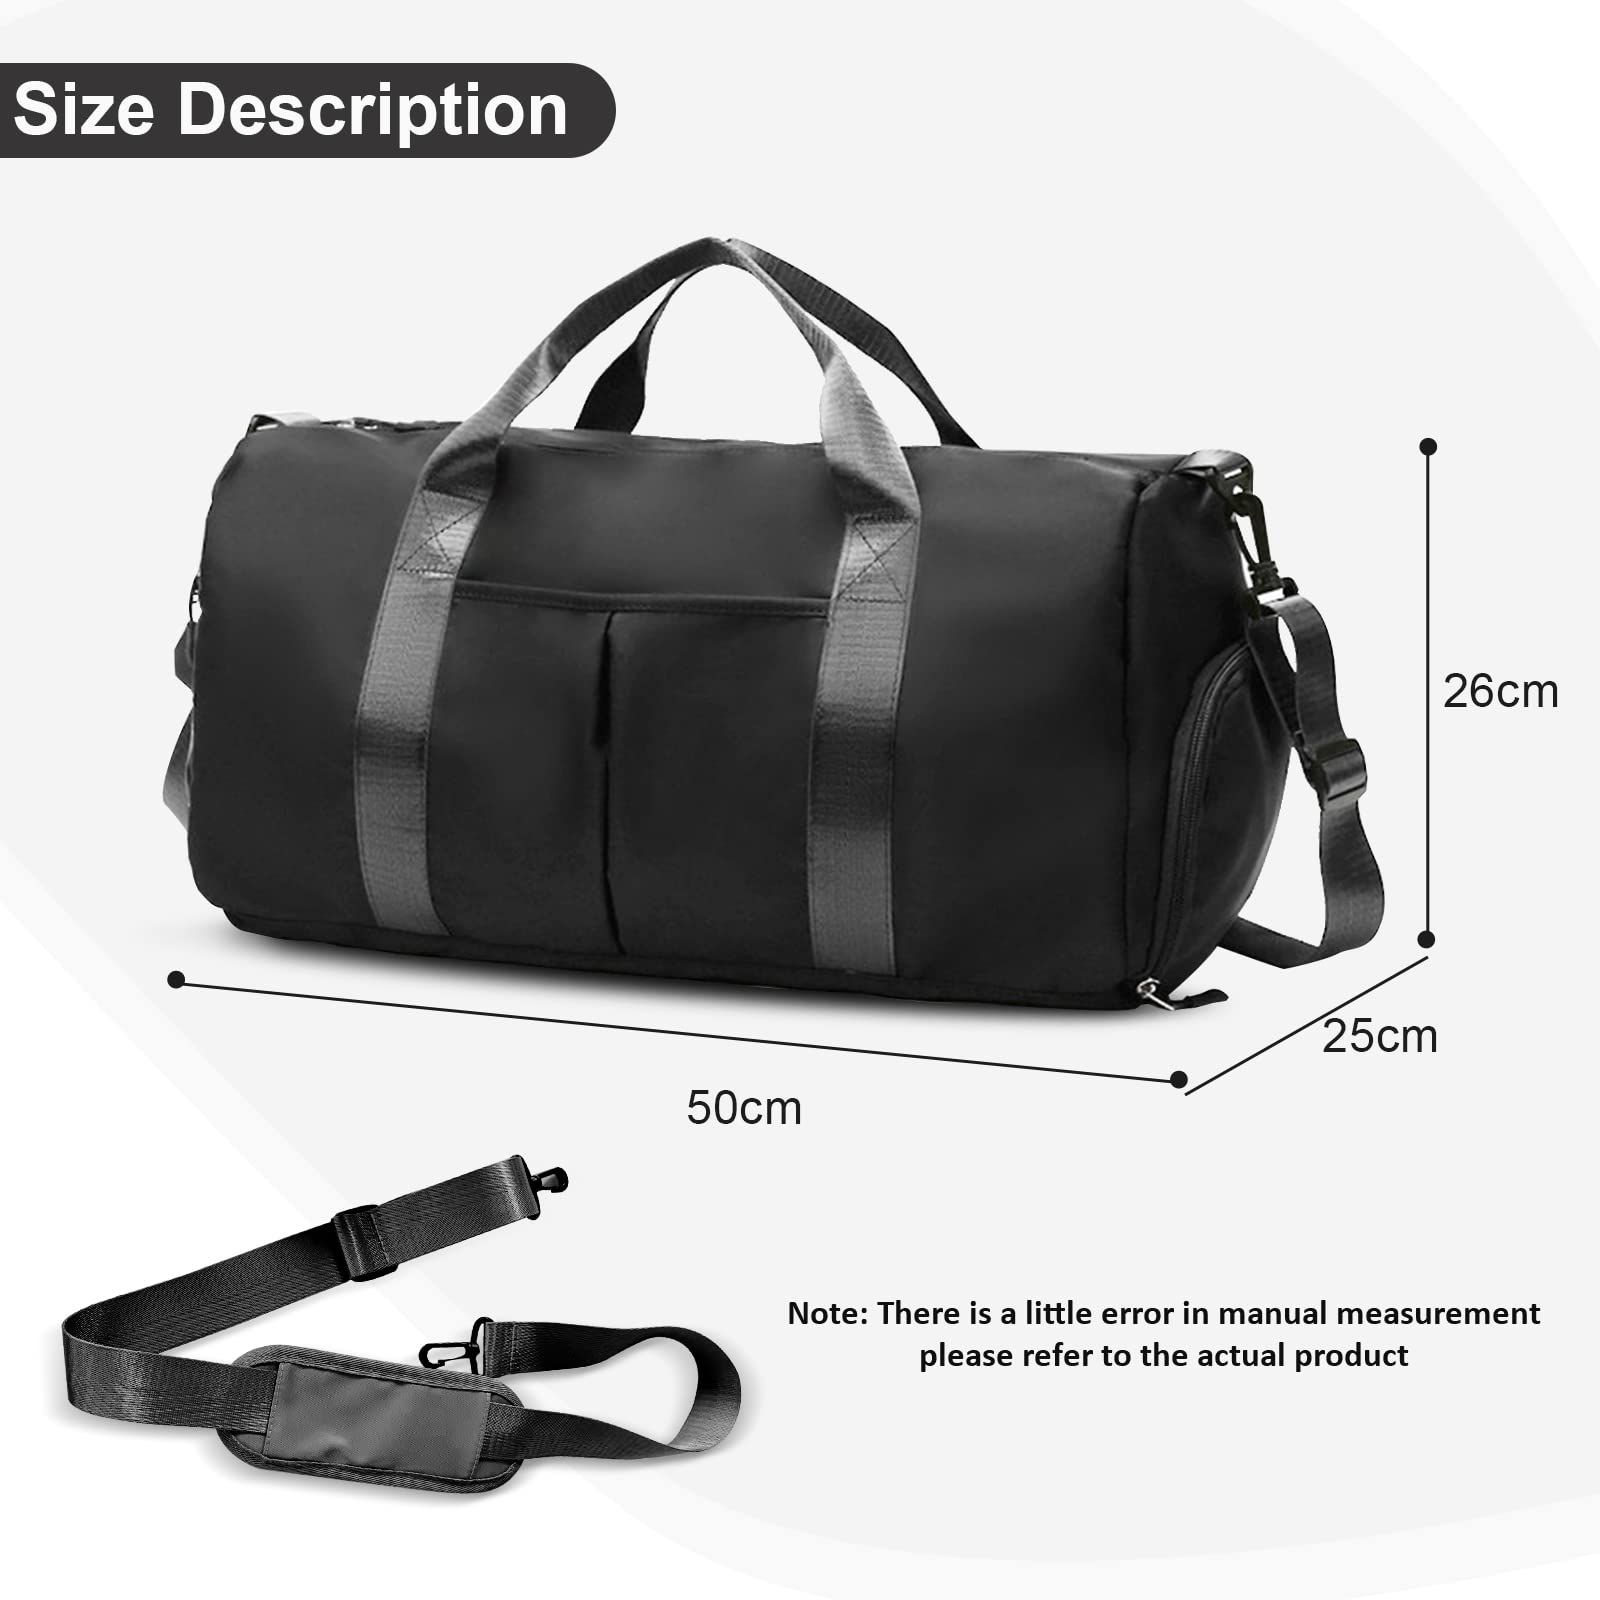 Size Description
26cm
25cm
50cm
Note: There is a little error in manual measurement
please refer to the actual product